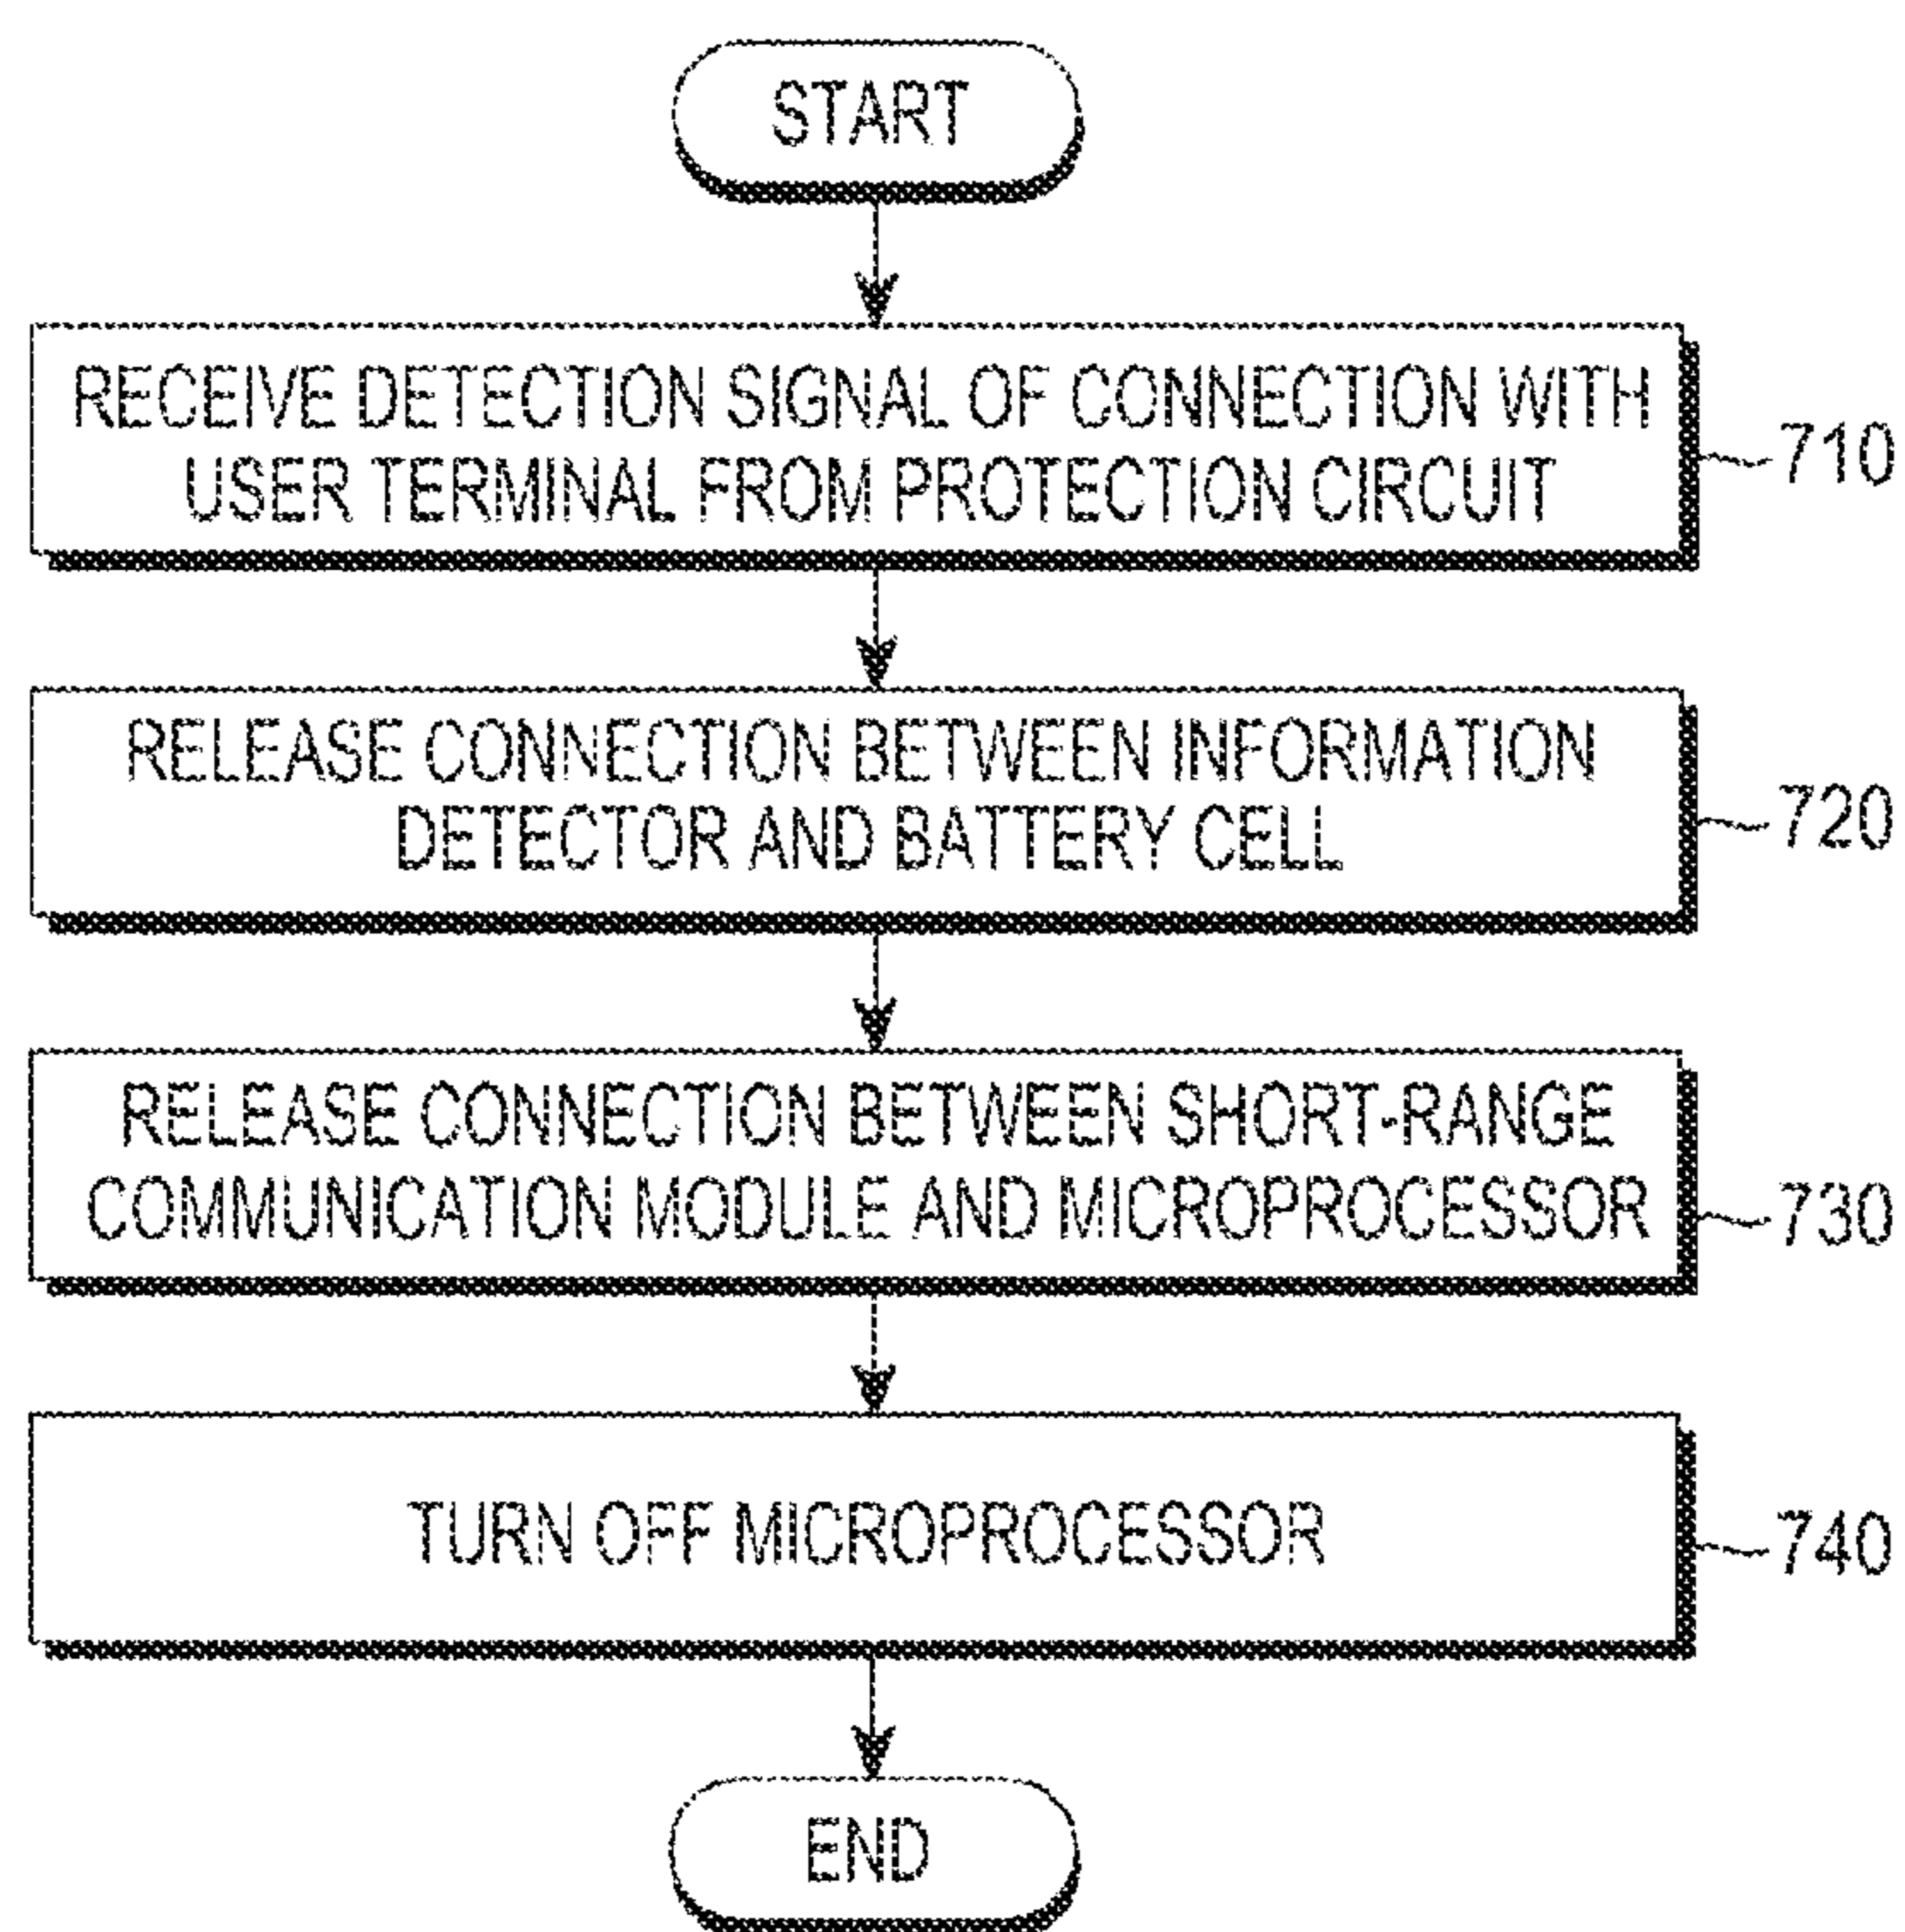 START
RECEIVE DETECTION SIGNAL OF CONNECTION WITH
USER TERMINAL FROM PROTECTION CIRCUIT
710
RELEASE CONNECTION BETWEEN INFORMATION
DETECTOR AND BATTERY CELL
720
RELEASE CONNECTION BETWEEN SHORT-RANGE
COMMUNICATION MODULE AND MICROPROCESSOR
730
TURN OFF MICROPROCESSOR
740
END